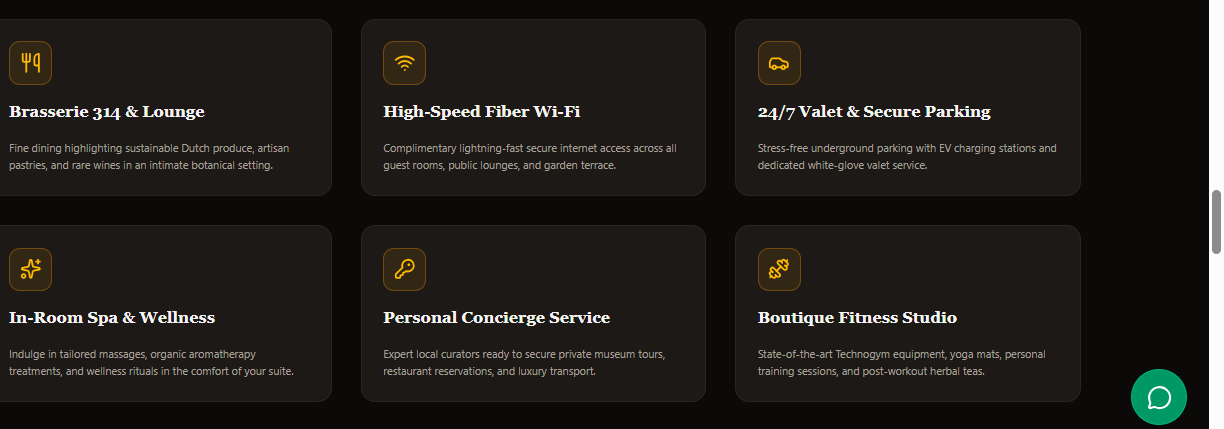 Brasserie 314 & Lounge
Fine dining highlighting sustainable Dutch produce, artisan
pastries, and rare wines in an intimate botanical setting.
High-Speed Fiber Wi-Fi
Complimentary lightning-fast secure internet access across all
guest rooms, public lounges, and garden terrace.
24/7 Valet & Secure Parking
Stress-free underground parking with EV charging stations and
dedicated white-glove valet service.
In-Room Spa & Wellness
Indulge in tailored massages, organic aromatherapy
treatments, and wellness rituals in the comfort of your suite.
Personal Concierge Service
Expert local curators ready to secure private museum tours,
restaurant reservations, and luxury transport.
Boutique Fitness Studio
State-of-the-art Technogym equipment, yoga mats, personal
training sessions, and post-workout herbal teas.